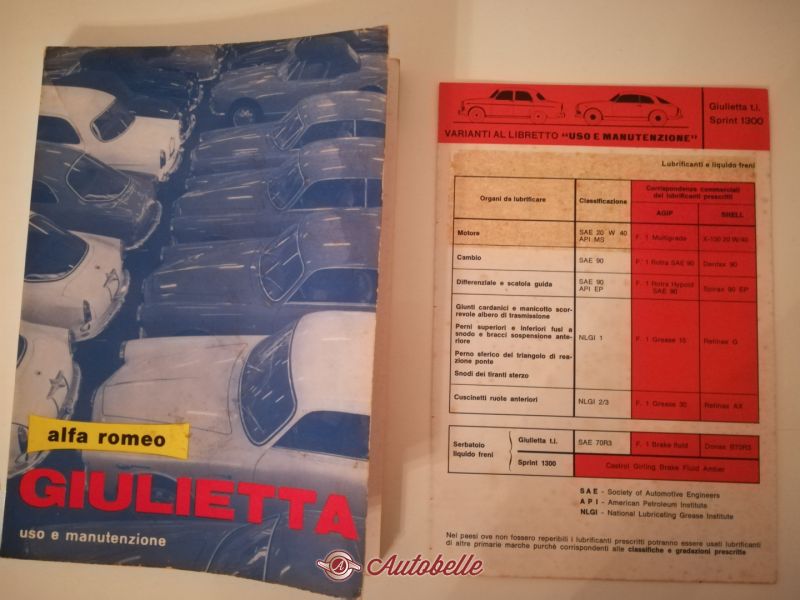 alfa romeo
GIULIETTA
uso e manutenzione
Giulietta t.i.
Sprint 1300
VARIANTI AL LIBRETTO "USO E MANUTENZIONE"
Lubrificanti e liquido freni
Organi da lubrificare
Classificazione
Corrispondenze commerciali
dei lubrificanti prescritti
AGIP
SHELL
Motore
SAE 20 W 40
API MS
F. 1 Multigrade
X-100 20 W/40
Cambio
SAE 90
F. 1 Rotra SAE 90
Dentax 90
Differenziale e scatola guida
SAE 90
API EP
F. 1 Rotra Hypoid
SAE 90
Spirax 90 EP
Giunti cardanici e manicotto scor-
revole albero di trasmissione
Perni superiori e inferiori fusi a
snodo e bracci sospensione ante-
riore
Perno sferico del triangolo di rea-
zione ponte
Snodi dei tiranti sterzo
NLGI 1
F. 1 Grease 15
Retinax G
Cuscinetti ruote anteriori
NLGI 2/3
F. 1 Grease 30
Retinax AX
Serbatoio
liquido freni
Giulietta t.i.
SAE 70R3
F. 1 Brake fluid
Donax B70R3
Sprint 1300
Castrol Girling Brake Fluid Amber
SAE - Society of Automotive Engineers
API - American Petroleum Institute
NLGI - National Lubricating Grease Institute
Nei paesi ove non fossero reperibili i lubrificanti prescritti potranno essere usati lubrificanti
di altre primarie marche purchè corrispondenti alle classifiche e gradazioni prescritte
Autobelle